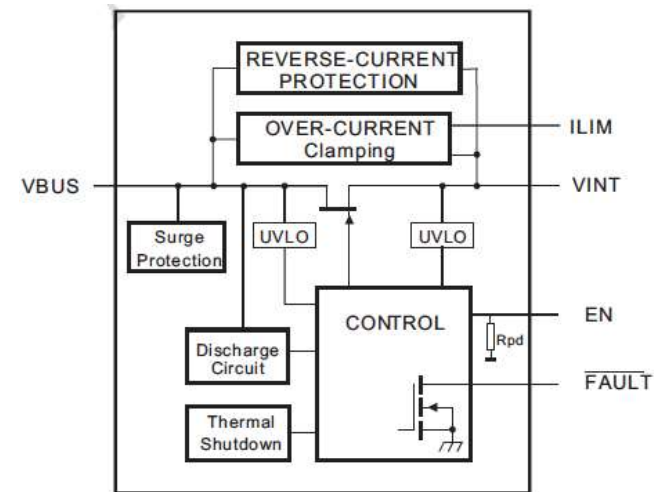 REVERSE-CURRENT
PROTECTION
OVER-CURRENT
Clamping
ILIM
VBUS
VINT
Surge
Protection
UVLO
UVLO
CONTROL
EN
Rpd
Discharge
Circuit
FAULT
Thermal
Shutdown